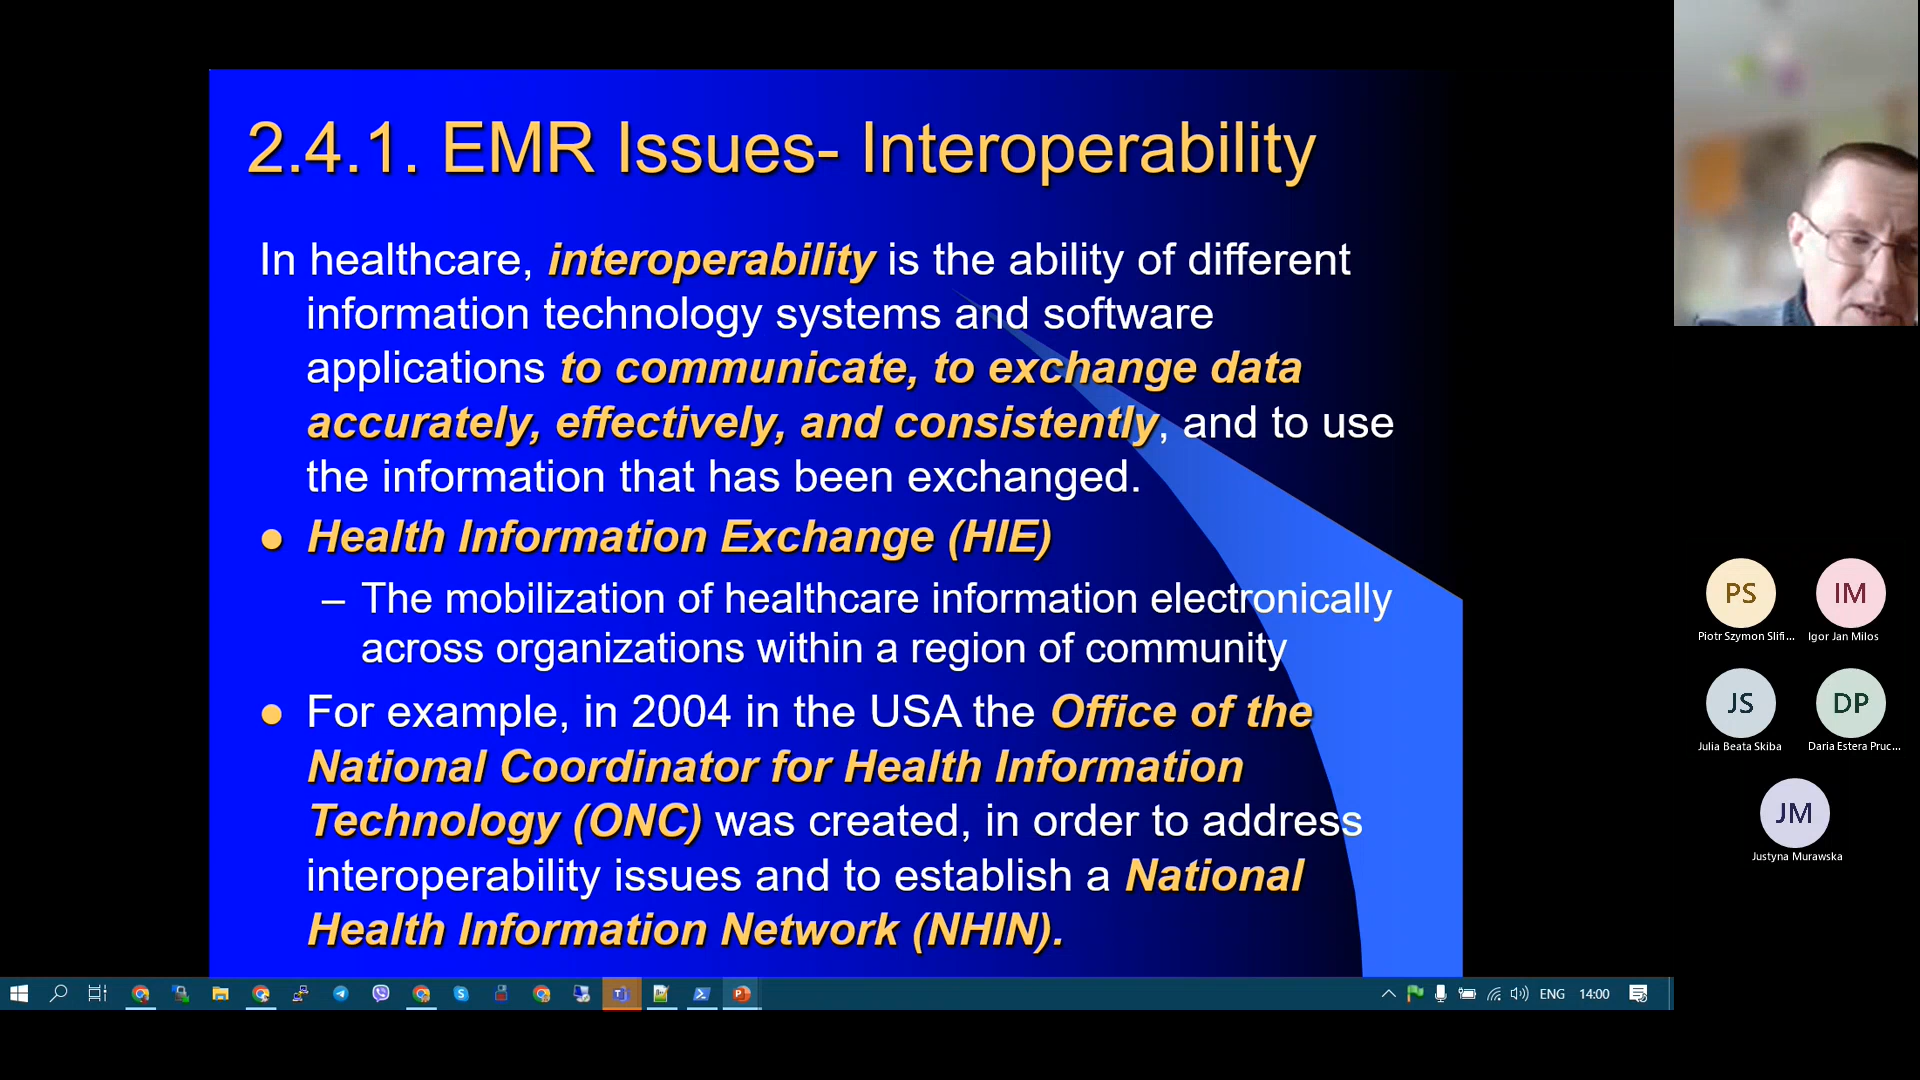 2.4.1. EMR Issues- Interoperability
In healthcare, interoperability is the ability of different
information technology systems and software
applications to communicate, to exchange data
accurately, effectively, and consistently, and to use
the information that has been exchanged.
● Health Information Exchange (HIE)
– The mobilization of healthcare information electronically
across organizations within a region of community
● For example, in 2004 in the USA the Office of the
National Coordinator for Health Information
Technology (ONC) was created, in order to address
interoperability issues and to establish a National
Health Information Network (NHIN).
PS
IM
Piotr Szymon Slifi...
Igor Jan Milos
JS
DP
Julia Beata Skiba
Daria Estera Pruc...
JM
Justyna Murawska
ENG 14:00